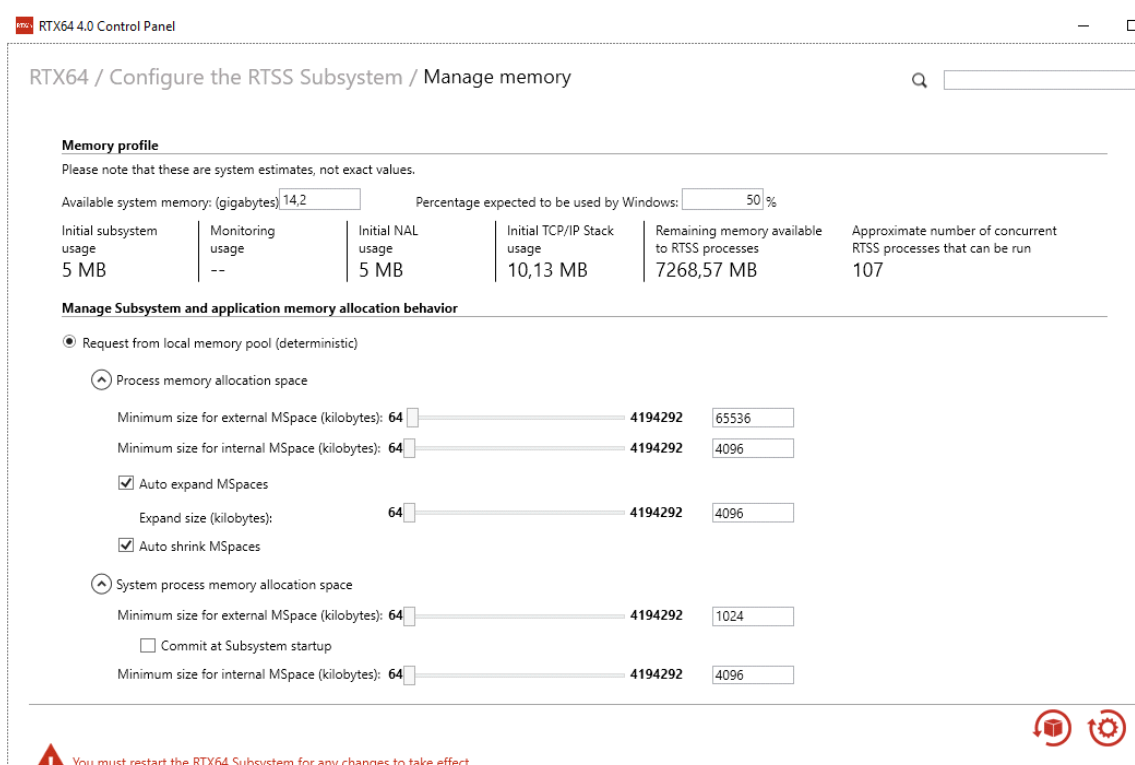 RTX64 4.0 Control Panel
RTX64 / Configure the RTSS Subsystem / Manage memory
Memory profile
Please note that these are system estimates, not exact values.
Available system memory: (gigabytes) 14,2 Percentage expected to be used by Windows: 50 %
Initial subsystem usage 5 MB
Monitoring usage --
Initial NAL usage 5 MB
Initial TCP/IP Stack usage 10,13 MB
Remaining memory available to RTSS processes 7268,57 MB
Approximate number of concurrent RTSS processes that can be run 107
Manage Subsystem and application memory allocation behavior
Request from local memory pool (deterministic)
Process memory allocation space
Minimum size for external MSpace (kilobytes): 64 4194292 65536
Minimum size for internal MSpace (kilobytes): 64 4194292 4096
Auto expand MSpaces
Expand size (kilobytes): 64 4194292 4096
Auto shrink MSpaces
System process memory allocation space
Minimum size for external MSpace (kilobytes): 64 4194292 1024
Commit at Subsystem startup
Minimum size for internal MSpace (kilobytes): 64 4194292 4096
You must restart the RTX64 Subsystem for any changes to take effect